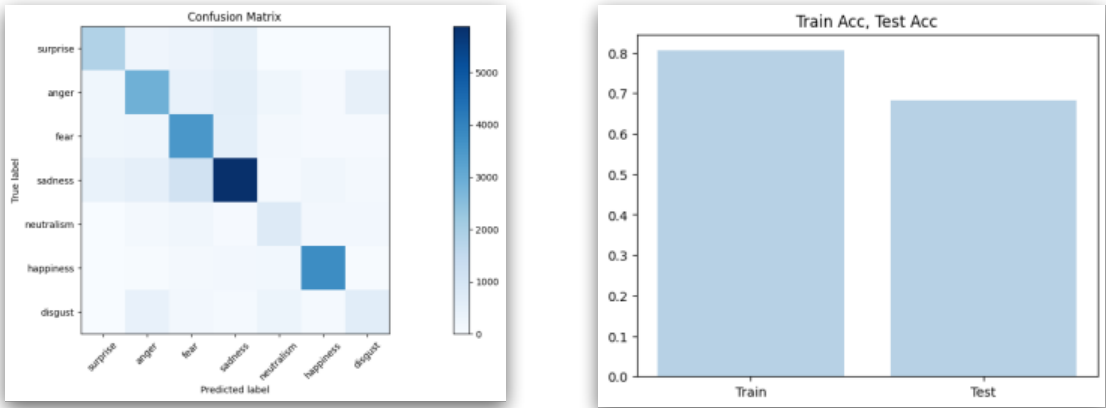 Confusion Matrix
True label
surprise
anger
fear
sadness
neutralism
happiness
disgust
surprise
anger
fear
sadness
neutralism
happiness
disgust
Predicted label
5000
4000
3000
2000
1000
0
Train Acc, Test Acc
0.8
0.7
0.6
0.5
0.4
0.3
0.2
0.1
0.0
Train
Test